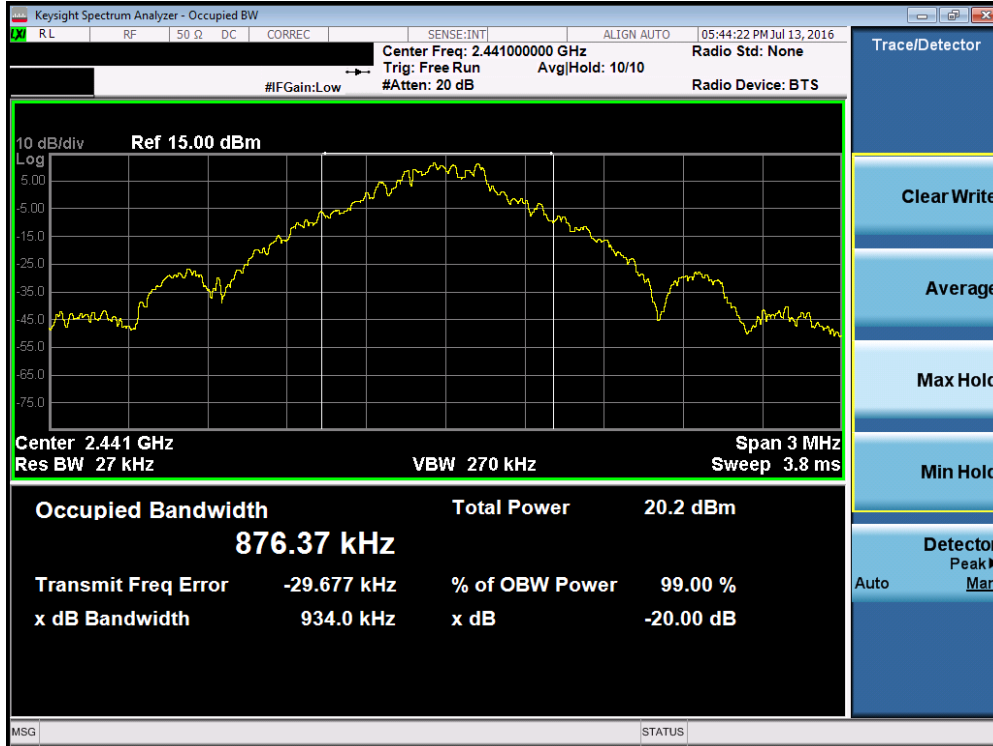 Keysight Spectrum Analyzer - Occupied BW
LXI RL RF 50 Ω DC CORREC SENSE:INT ALIGN AUTO 05:44:22 PM Jul 13, 2016
Center Freq: 2.441000000 GHz Radio Std: None
Trig: Free Run Avg|Hold: 10/10
#IFGain:Low #Atten: 20 dB Radio Device: BTS
10 dB/div Ref 15.00 dBm
Log
5.00
-5.00
-15.0
-25.0
-35.0
-45.0
-55.0
-65.0
-75.0
Center 2.441 GHz Span 3 MHz
Res BW 27 kHz VBW 270 kHz Sweep 3.8 ms
Occupied Bandwidth Total Power 20.2 dBm
876.37 kHz
Transmit Freq Error -29.677 kHz % of OBW Power 99.00 %
x dB Bandwidth 934.0 kHz x dB -20.00 dB
MSG STATUS
Trace/Detector
Clear Write
Average
Max Hold
Min Hold
Detector
Peak
Auto Man